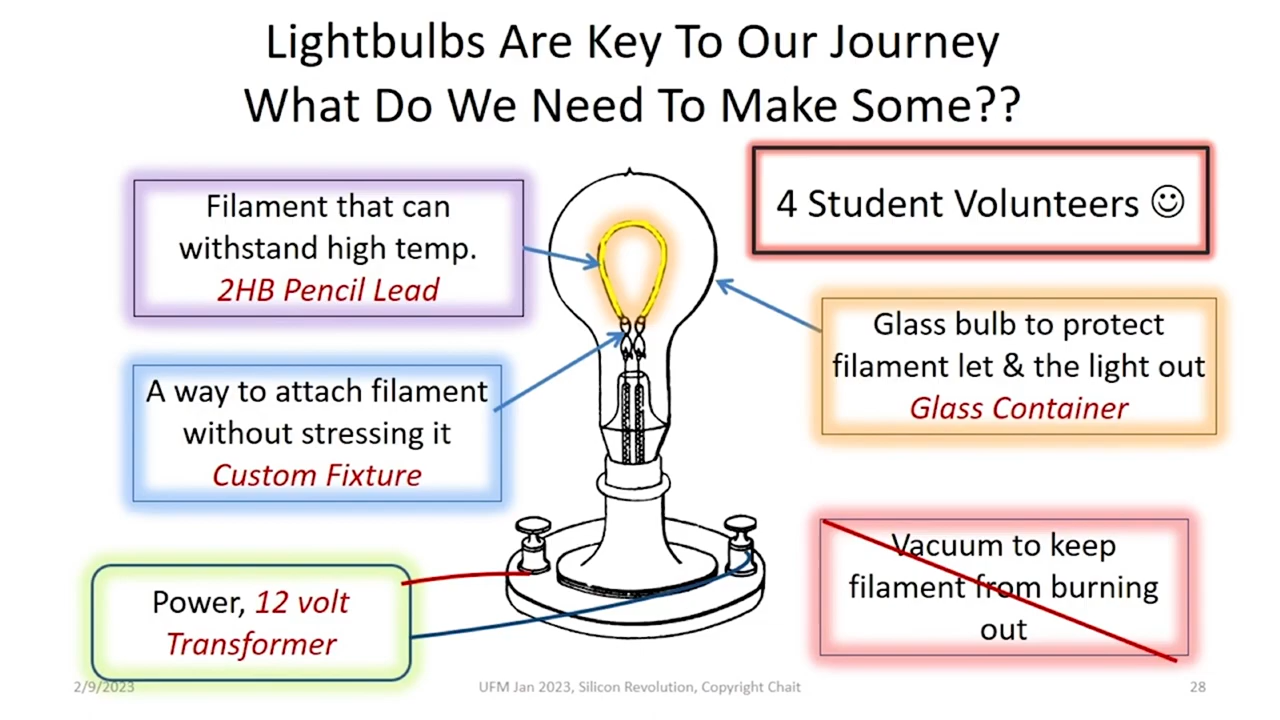 Lightbulbs Are Key To Our Journey
What Do We Need To Make Some??
Filament that can
withstand high temp.
2HB Pencil Lead
4 Student Volunteers ☺
Glass bulb to protect
filament let & the light out
Glass Container
A way to attach filament
without stressing it
Custom Fixture
Vacuum to keep
filament from burning
out
Power, 12 volt
Transformer
2/9/2023
UFM Jan 2023, Silicon Revolution, Copyright Chait
28